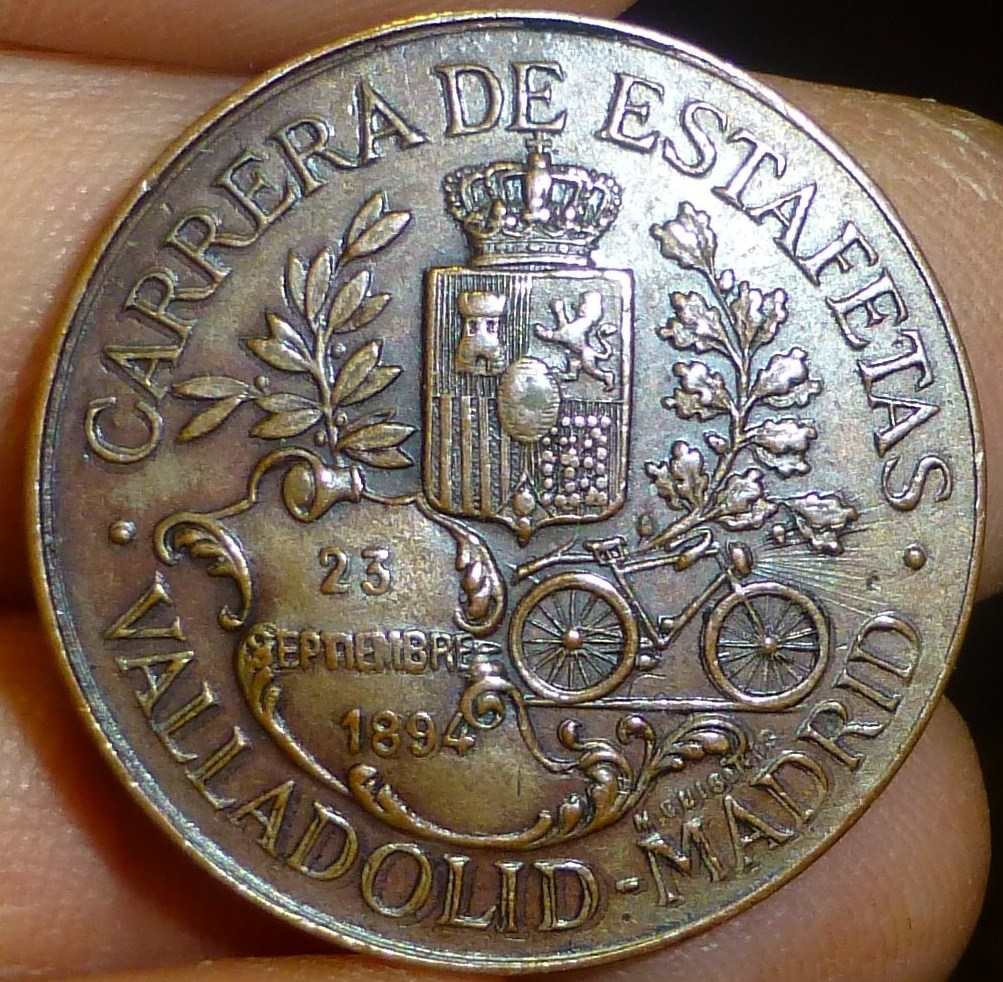 CARRERA DE ESTAFETAS
23
SEPTIEMBRE
1894
· VALLADOLID-MADRID ·